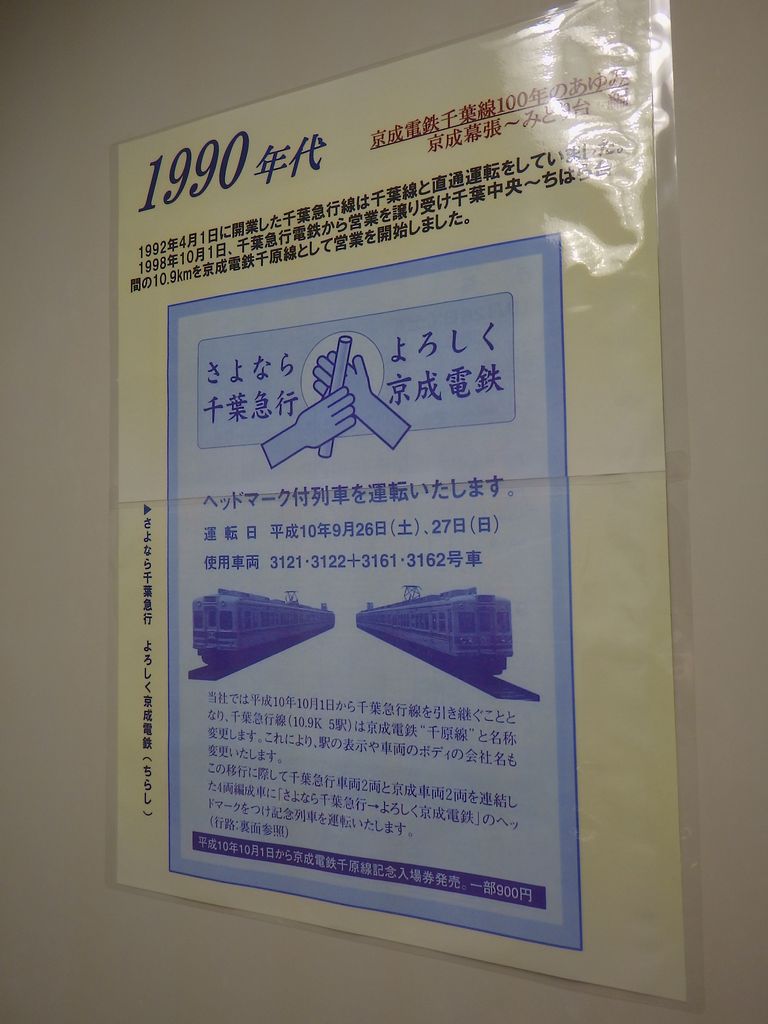 1990年代
京成電鉄千葉線100年のあゆみ
京成幕張～みどり台 編
1992年4月1日に開業した千葉急行線は千葉線と直通運転をしていました。
1998年10月1日、千葉急行電鉄から営業を譲り受け千葉中央～ちはら台
間の10.9kmを京成電鉄千原線として営業を開始しました。
さよなら
千葉急行
よろしく
京成電鉄
ヘッドマーク付列車を運転いたします。
運転日 平成10年9月26日(土)、27日(日)
使用車両 3121・3122+3161・3162号車
当社では平成10年10月1日から千葉急行線を引き継ぐことと
なり、千葉急行線(10.9K 5駅)は京成電鉄“千原線”と名称
変更します。これにより、駅の表示や車両のボディの会社名も
変更いたします。
この移行に際して千葉急行車両2両と京成車両2両を連結し
た4両編成車に「さよなら千葉急行→よろしく京成電鉄」のヘッ
ドマークをつけ記念列車を運転いたします。
(行路:裏面参照)
平成10年10月1日から京成電鉄千原線記念入場券発売。一部900円
▶さよなら千葉急行 よろしく京成電鉄(ちらし)